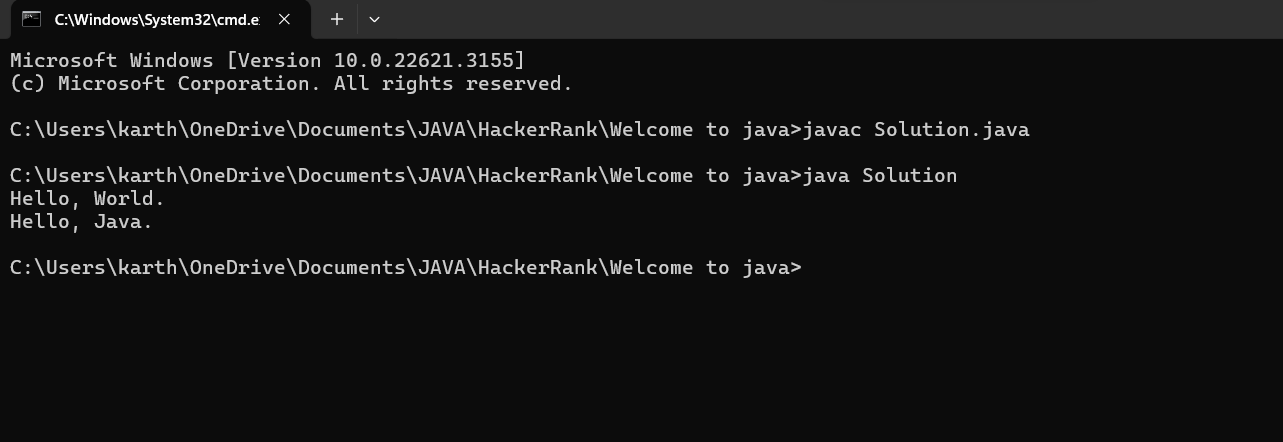 C:\Windows\System32\cmd.e
Microsoft Windows [Version 10.0.22621.3155]
(c) Microsoft Corporation. All rights reserved.
C:\Users\karth\OneDrive\Documents\JAVA\HackerRank\Welcome to java>javac Solution.java
C:\Users\karth\OneDrive\Documents\JAVA\HackerRank\Welcome to java>java Solution
Hello, World.
Hello, Java.
C:\Users\karth\OneDrive\Documents\JAVA\HackerRank\Welcome to java>